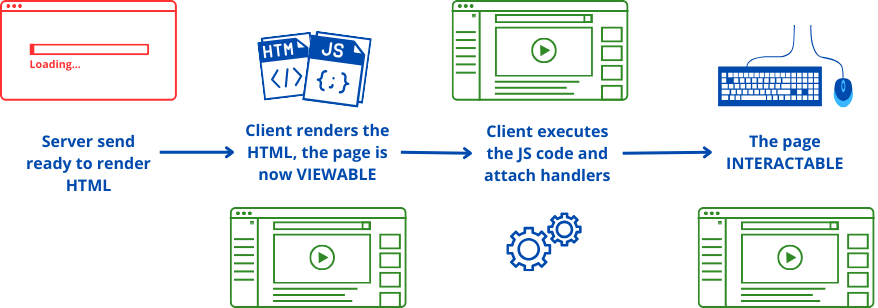 Loading...
Server send
ready to render
HTML
HTM
JS
Client renders the
HTML, the page is
now VIEWABLE
Client executes
the JS code and
attach handlers
The page
INTERACTABLE